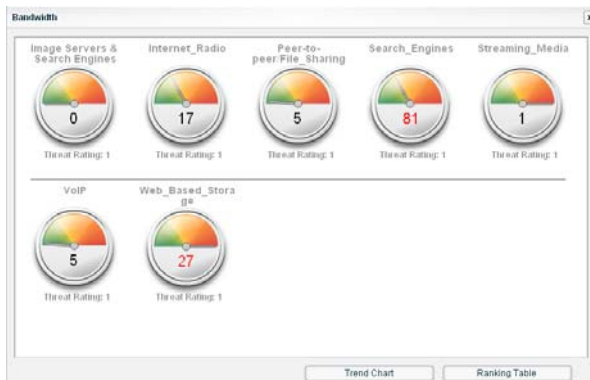 Bandwidth
Image Servers &
Search Engines
0
Threat Rating: 1
Internet_Radio
17
Threat Rating: 1
Peer-to-
peer/File_Sharing
5
Threat Rating: 1
Search_Engines
81
Threat Rating: 1
Streaming_Media
1
Threat Rating: 1
VoIP
5
Threat Rating: 1
Web_Based_Stora
ge
27
Threat Rating: 1
Trend Chart
Ranking Table